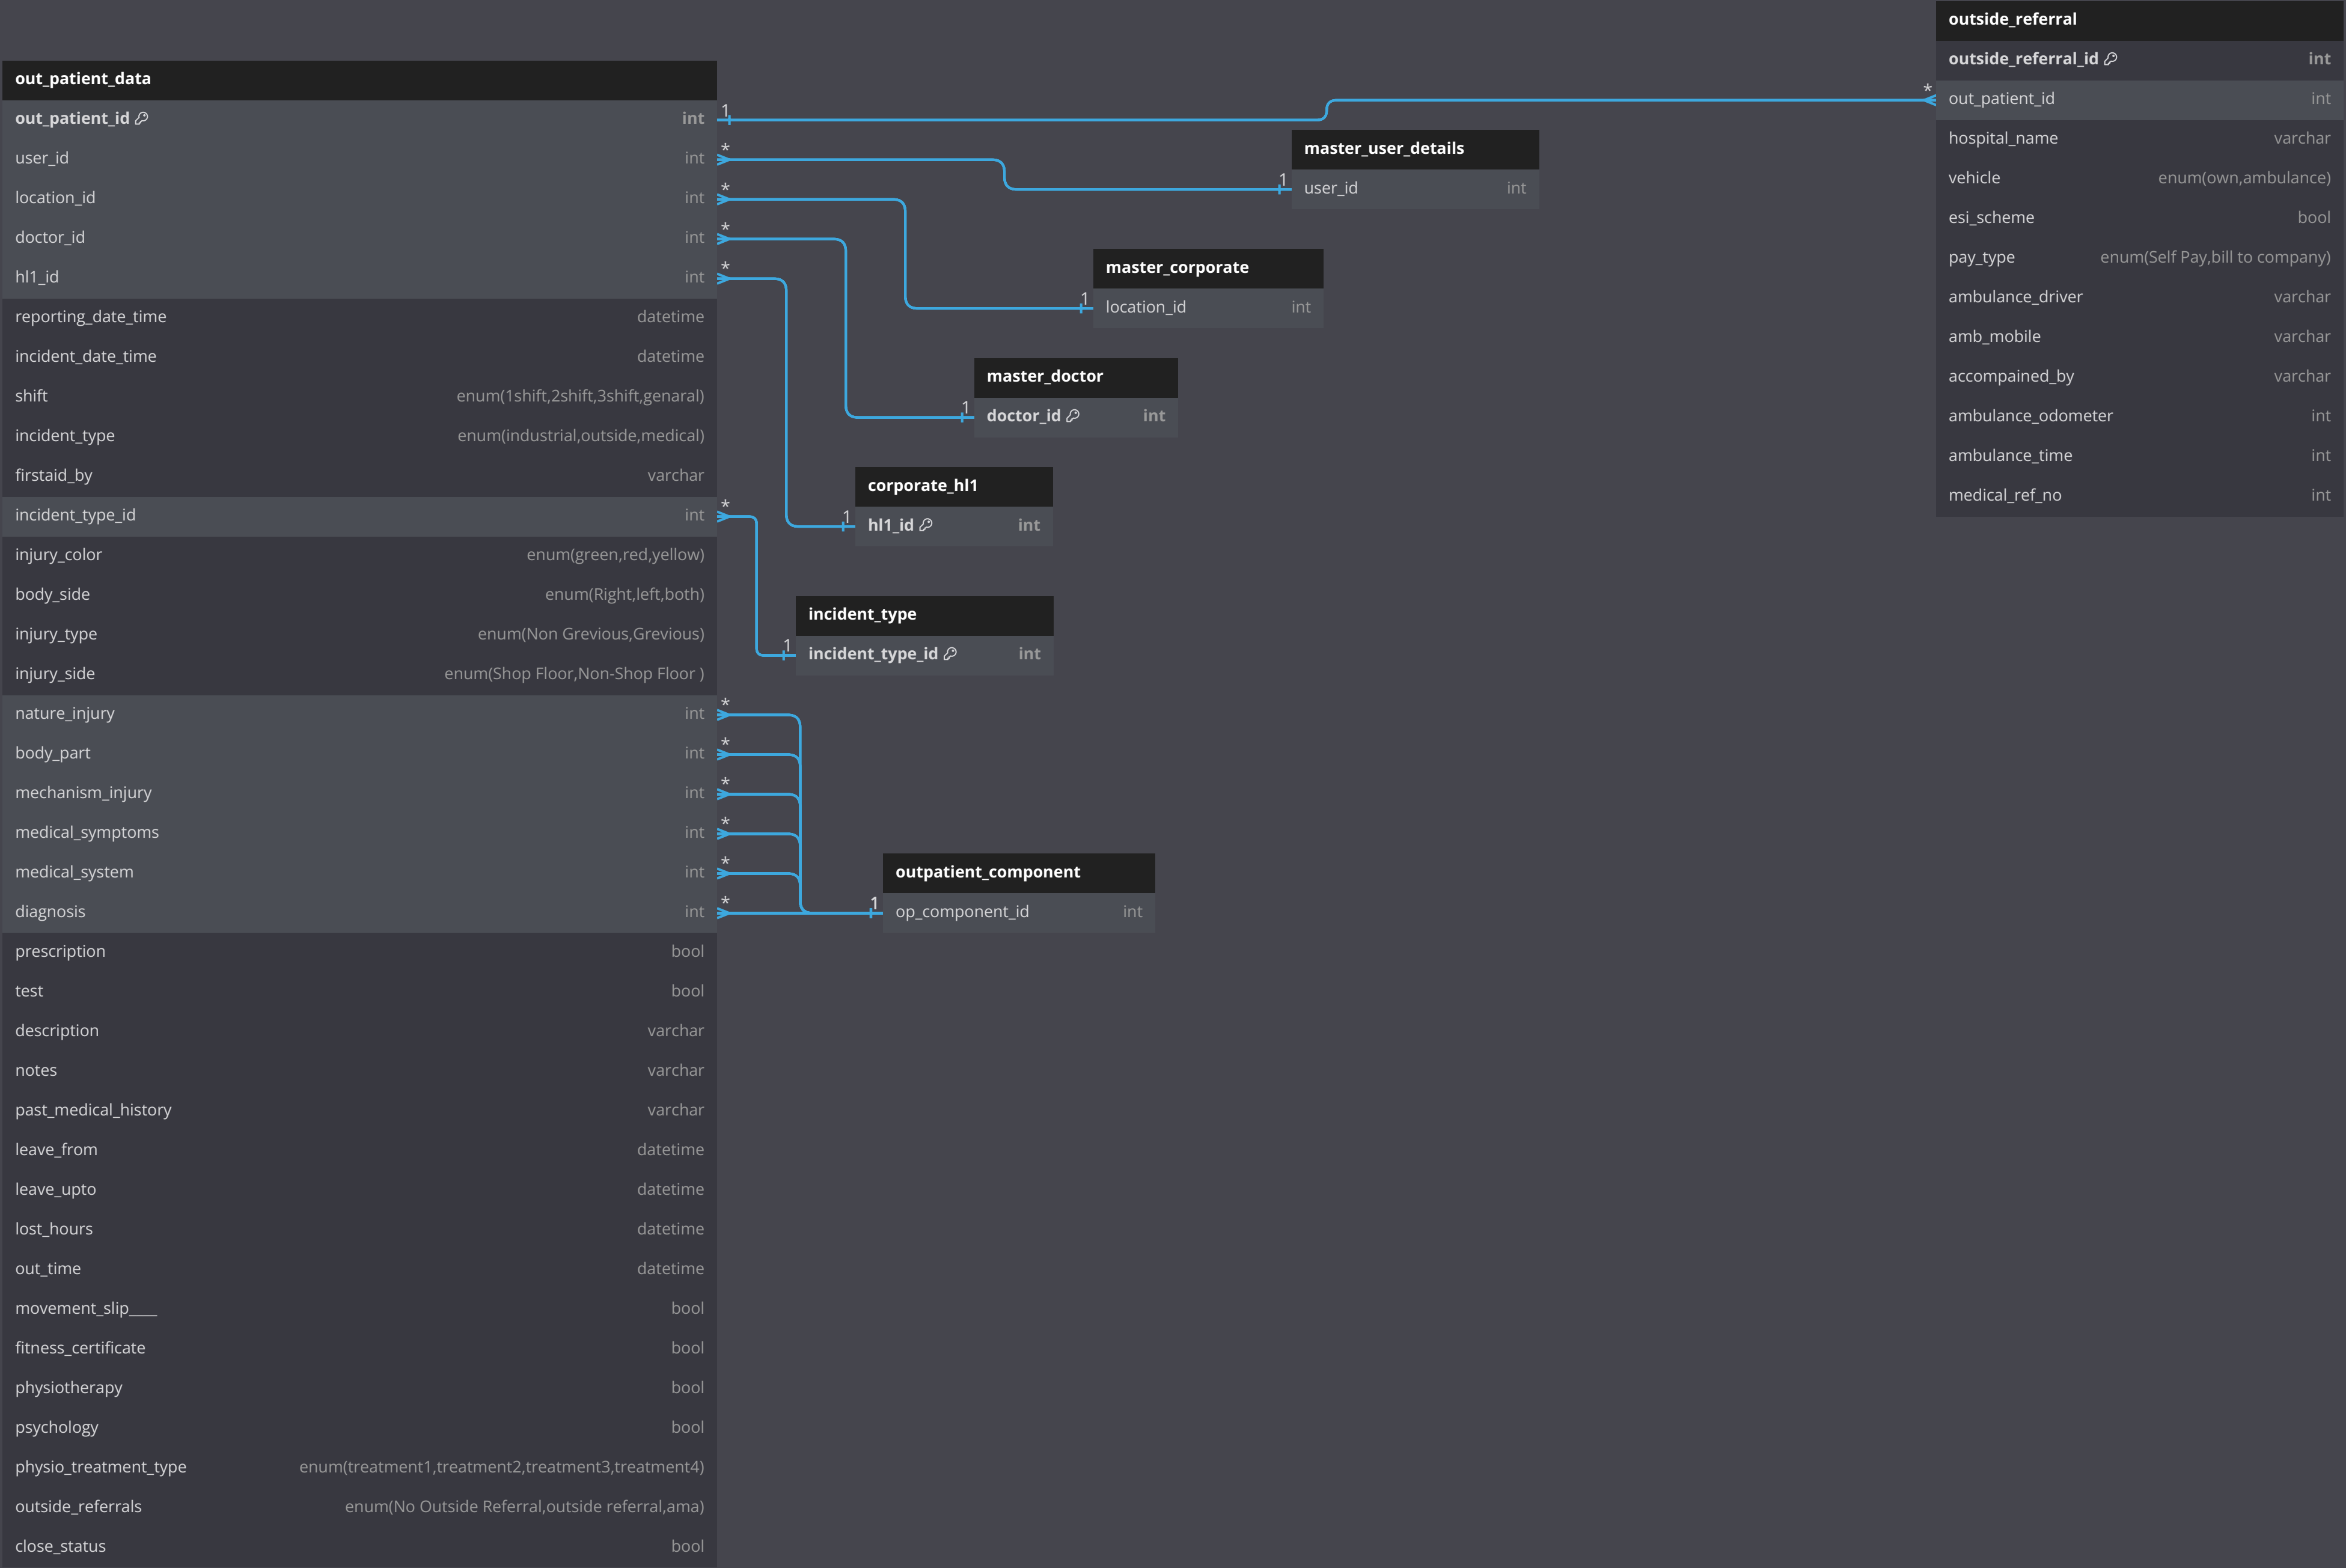 out_patient_data
out_patient_id int
user_id int
location_id int
doctor_id int
hl1_id int
reporting_date_time datetime
incident_date_time datetime
shift enum(1shift,2shift,3shift,genaral)
incident_type enum(industrial,outside,medical)
firstaid_by varchar
incident_type_id int
injury_color enum(green,red,yellow)
body_side enum(Right,left,both)
injury_type enum(Non Grevious,Grevious)
injury_side enum(Shop Floor,Non-Shop Floor )
nature_injury int
body_part int
mechanism_injury int
medical_symptoms int
medical_system int
diagnosis int
prescription bool
test bool
description varchar
notes varchar
past_medical_history varchar
leave_from datetime
leave_upto datetime
lost_hours datetime
out_time datetime
movement_slip____ bool
fitness_certificate bool
physiotherapy bool
psychology bool
physio_treatment_type enum(treatment1,treatment2,treatment3,treatment4)
outside_referrals enum(No Outside Referral,outside referral,ama)
close_status bool
1
*
*
*
*
*
*
*
*
*
*
*
1
master_user_details
user_id int
1
master_corporate
location_id int
1
master_doctor
doctor_id int
1
corporate_hl1
hl1_id int
1
incident_type
incident_type_id int
1
outpatient_component
op_component_id int
*
outside_referral
outside_referral_id int
out_patient_id int
hospital_name varchar
vehicle enum(own,ambulance)
esi_scheme bool
pay_type enum(Self Pay,bill to company)
ambulance_driver varchar
amb_mobile varchar
accompained_by varchar
ambulance_odometer int
ambulance_time int
medical_ref_no int